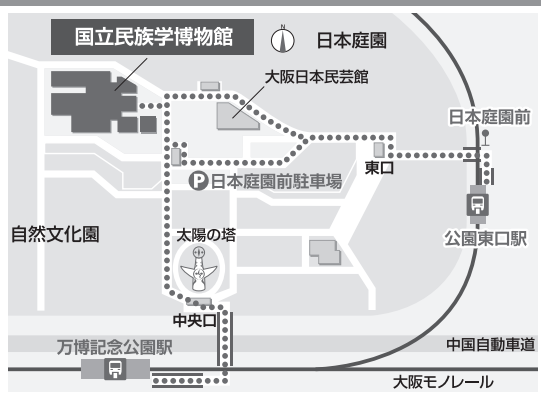 国立民族学博物館
N
日本庭園
大阪日本民芸館
日本庭園前
東口
P日本庭園前駐車場
自然文化園
太陽の塔
公園東口駅
中央口
万博記念公園駅
中国自動車道
大阪モノレール